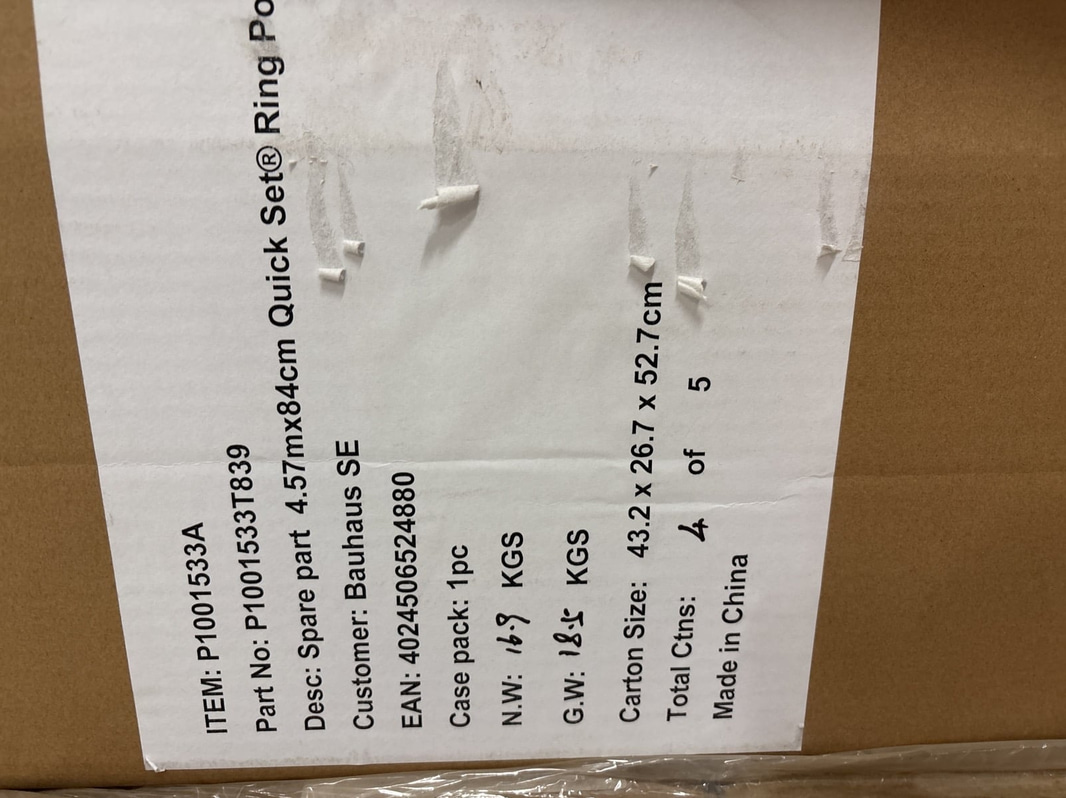 ITEM: P1001533A
Part No: P1001533T839
Desc: Spare part 4.57mx84cm Quick Set® Ring Po
Customer: Bauhaus SE
EAN: 4024506524880
Case pack: 1pc
N.W: 16.9 KGS
G.W: 18.5 KGS
Carton Size: 43.2 x 26.7 x 52.7cm
Total Ctns: 4 of 5
Made in China